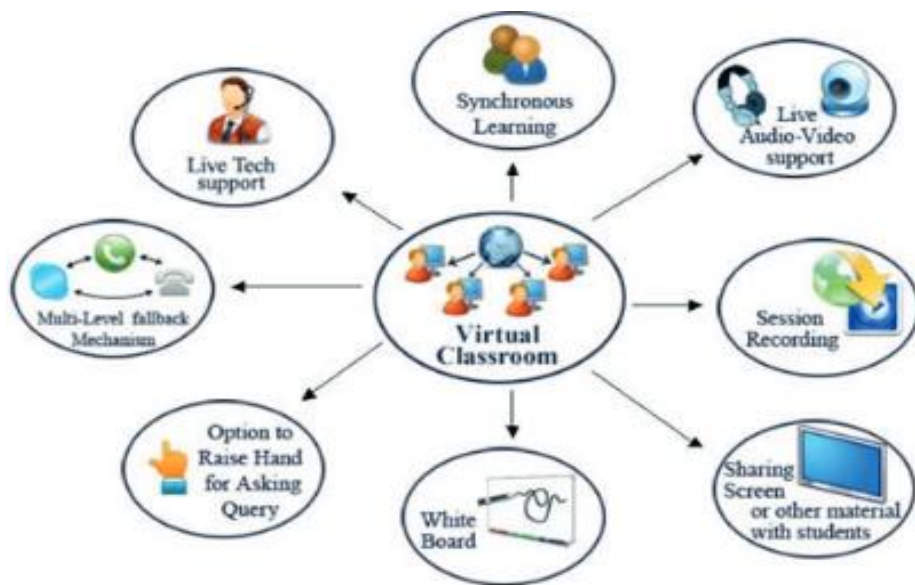 Synchronous
Learning
Live Tech
support
Live
Audio-Video
support
Multi-Level fallback
Mechanism
Virtual
Classroom
Session
Recording
Option to
Raise Hand
for Asking
Query
White
Board
Sharing
Screen
or other material
with students